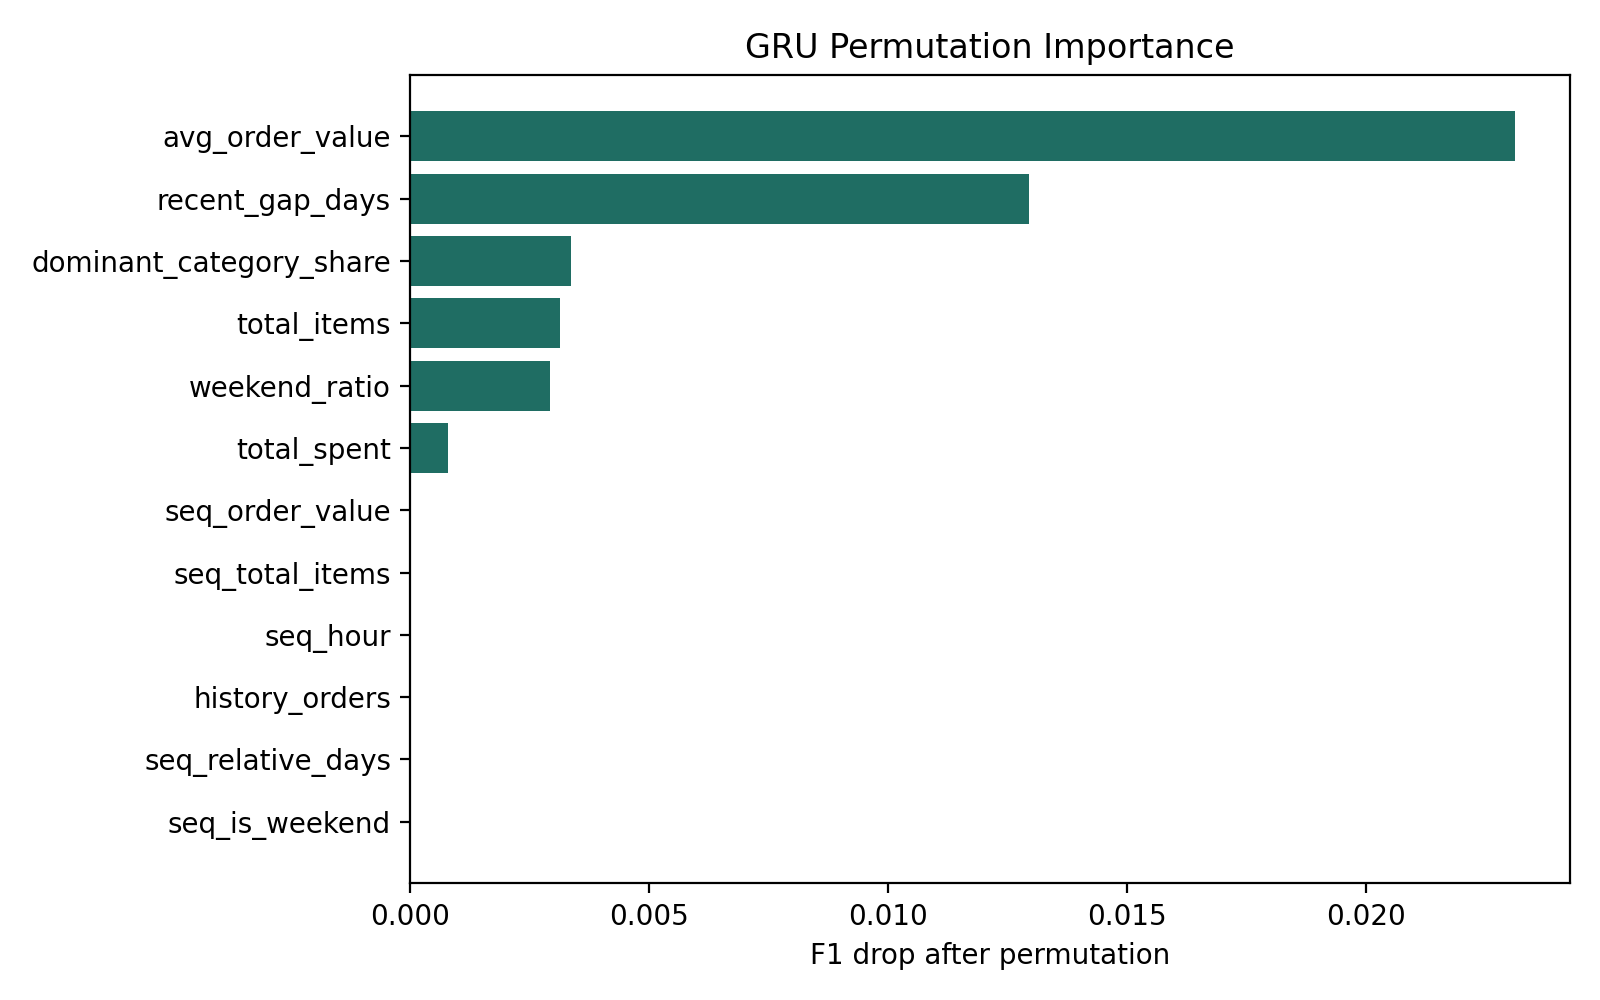 GRU Permutation Importance
avg_order_value
recent_gap_days
dominant_category_share
total_items
weekend_ratio
total_spent
seq_order_value
seq_total_items
seq_hour
history_orders
seq_relative_days
seq_is_weekend
0.000 0.005 0.010 0.015 0.020
F1 drop after permutation